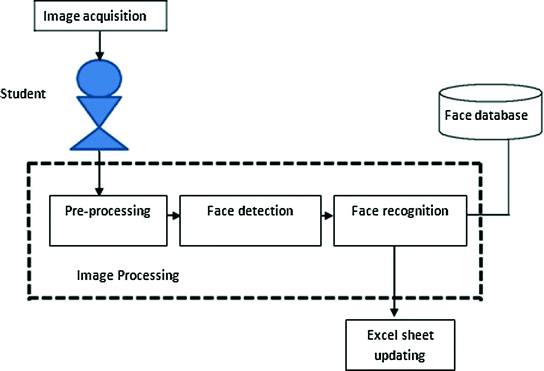 Image acquisition
Student
Face database
Pre-processing
Face detection
Face recognition
Image Processing
Excel sheet
updating